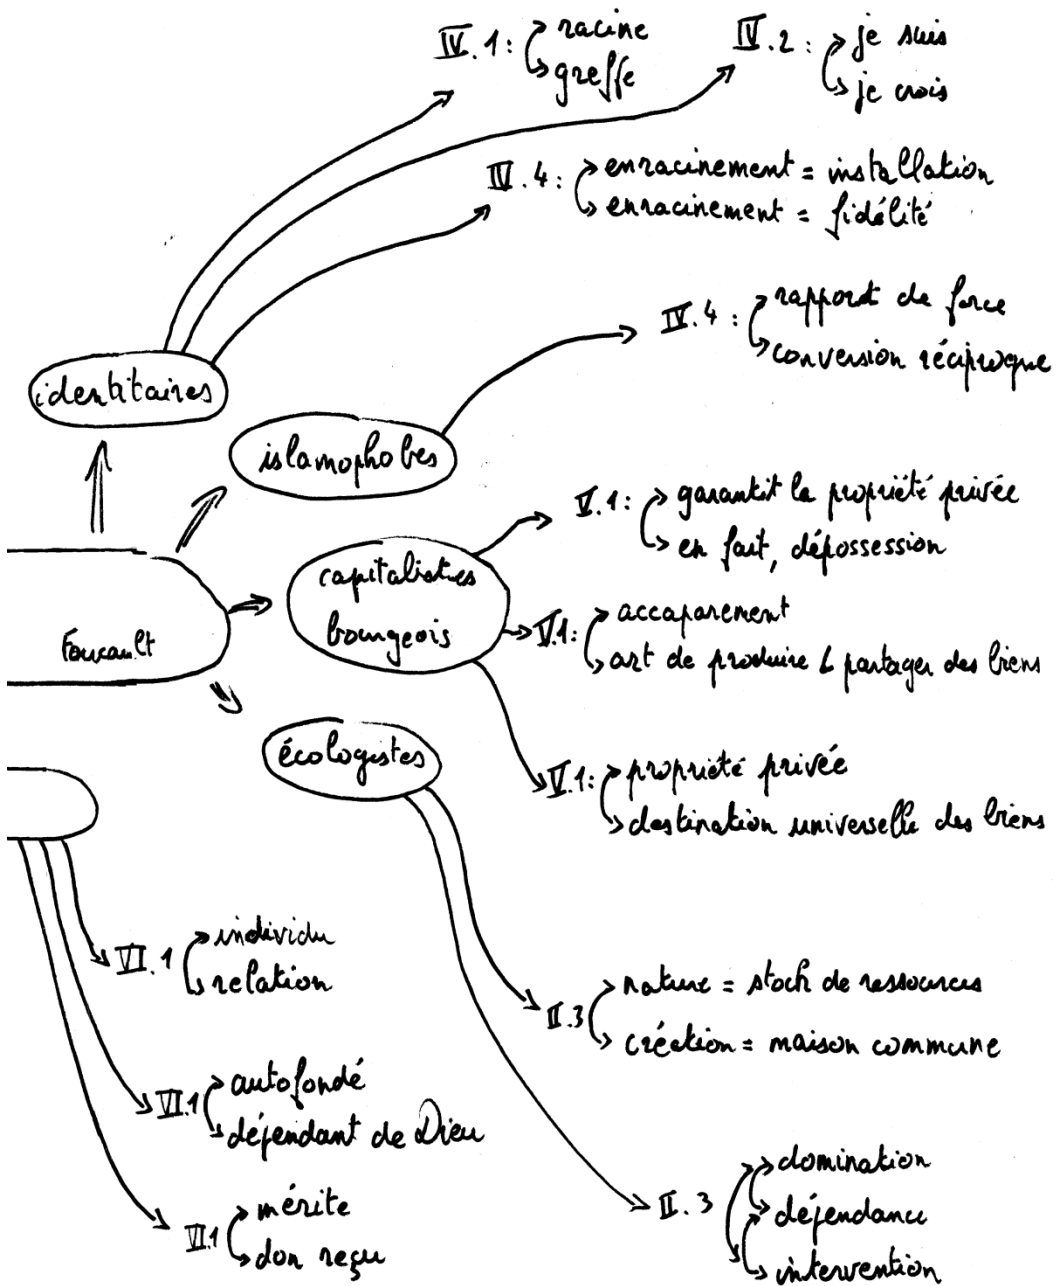 IV.1: racine
greffe
IV.2: je suis
je crois
IV.4: enracinement = installation
enracinement = fidélité
identitaires
IV.4: rapport de force
conversion réciproque
islamophobes
V.1: garantit la propriété privée
en fait, dépossession
capitalistes
bourgeois
Foucault
V.1: accaparement
art de produire & partager des biens
écologistes
V.1: propriété privée
destination universelle des biens
VI.1 individu
relation
II.3 nature = stock de ressources
création = maison commune
VI.1 autofondé
dépendant de Dieu
VI.1 mérite
don reçu
II.3 domination
dépendance
intervention